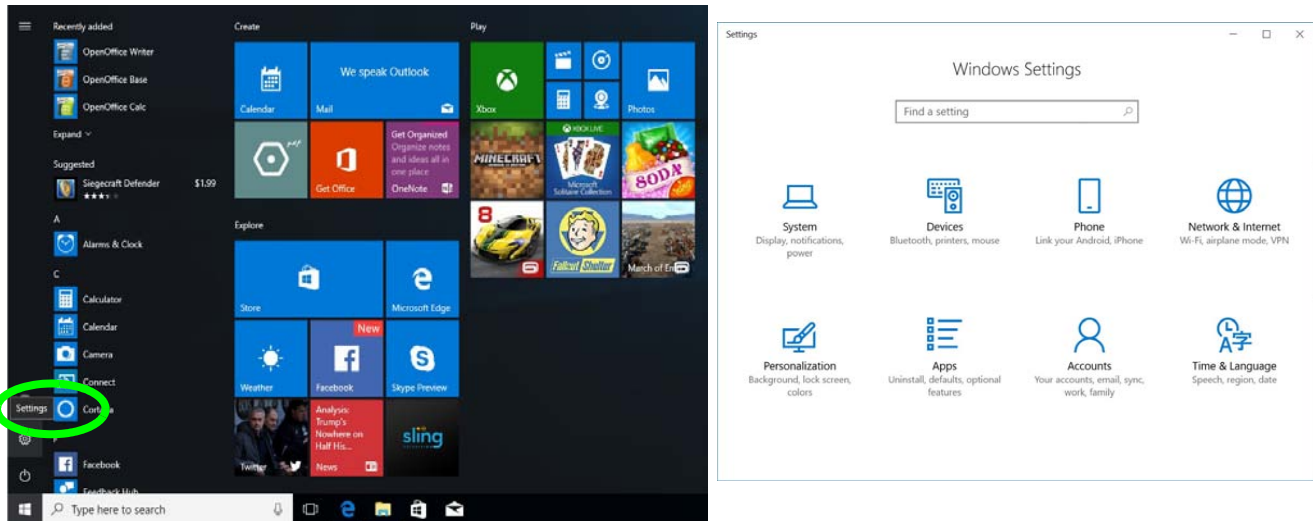 Recently added
OpenOffice Writer
OpenOffice Base
OpenOffice Calc
Expand
Suggested
Siegecraft Defender $1.99
A
Alarms & Clock
C
Calculator
Calendar
Camera
Connect
Settings
Facebook
Feedback Hub
Type here to search
Create
Calendar
We speak Outlook
Mail
Get Office
Get Organized
Organize notes
and ideas all in
one place
OneNote
Explore
Store
Microsoft Edge
Weather
New
Facebook
Skype Preview
Twitter
Analysis:
Trump's
Nowhere on
Half His...
News
sling
Play
Xbox
Photos
MINECRAFT
XBOX LIVE
Microsoft
Solitaire Collection
SODA
8
Fallout Shelter
March of Em
Settings
Windows Settings
Find a setting
System
Display, notifications,
power
Devices
Bluetooth, printers, mouse
Phone
Link your Android, iPhone
Network & Internet
Wi-Fi, airplane mode, VPN
Personalization
Background, lock screen,
colors
Apps
Uninstall, defaults, optional
features
Accounts
Your accounts, email, sync,
work, family
A字
Time & Language
Speech, region, date